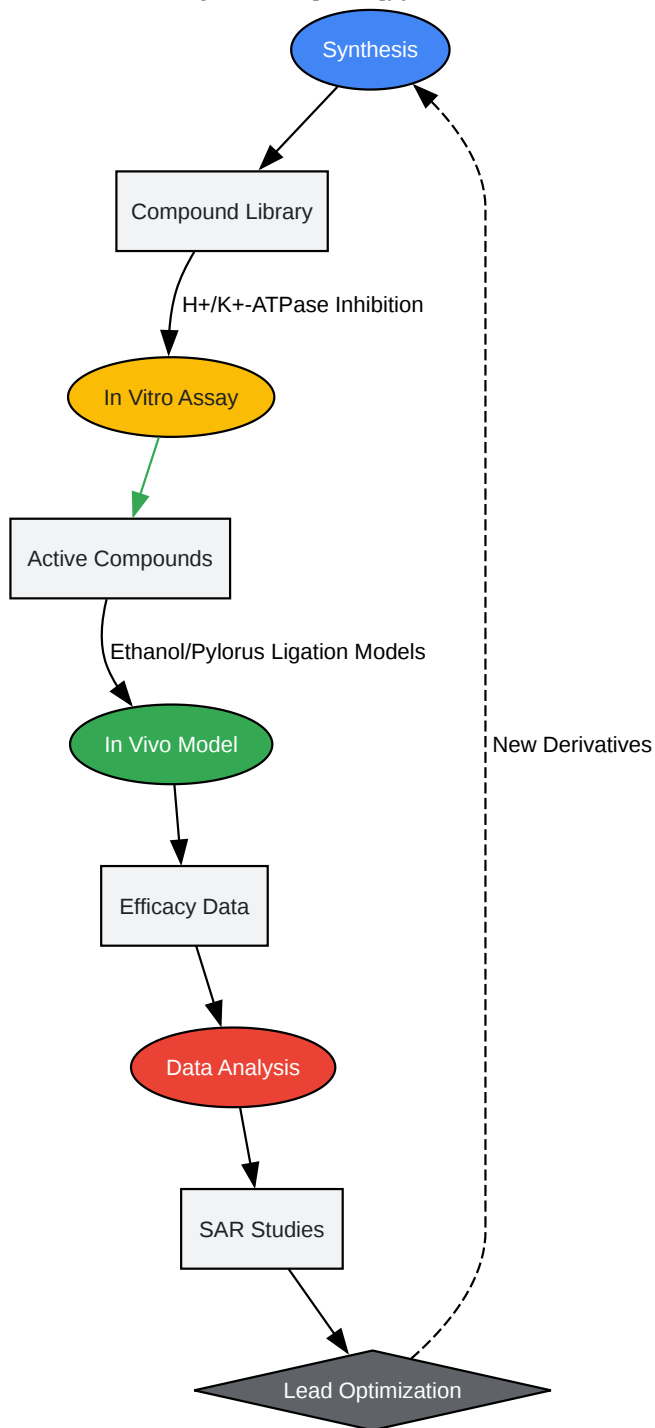 Synthesis
Compound Library
H+/K+-ATPase Inhibition
In Vitro Assay
Active Compounds
Ethanol/Pylorus Ligation Models
In Vivo Model
New Derivatives
Efficacy Data
Data Analysis
SAR Studies
Lead Optimization